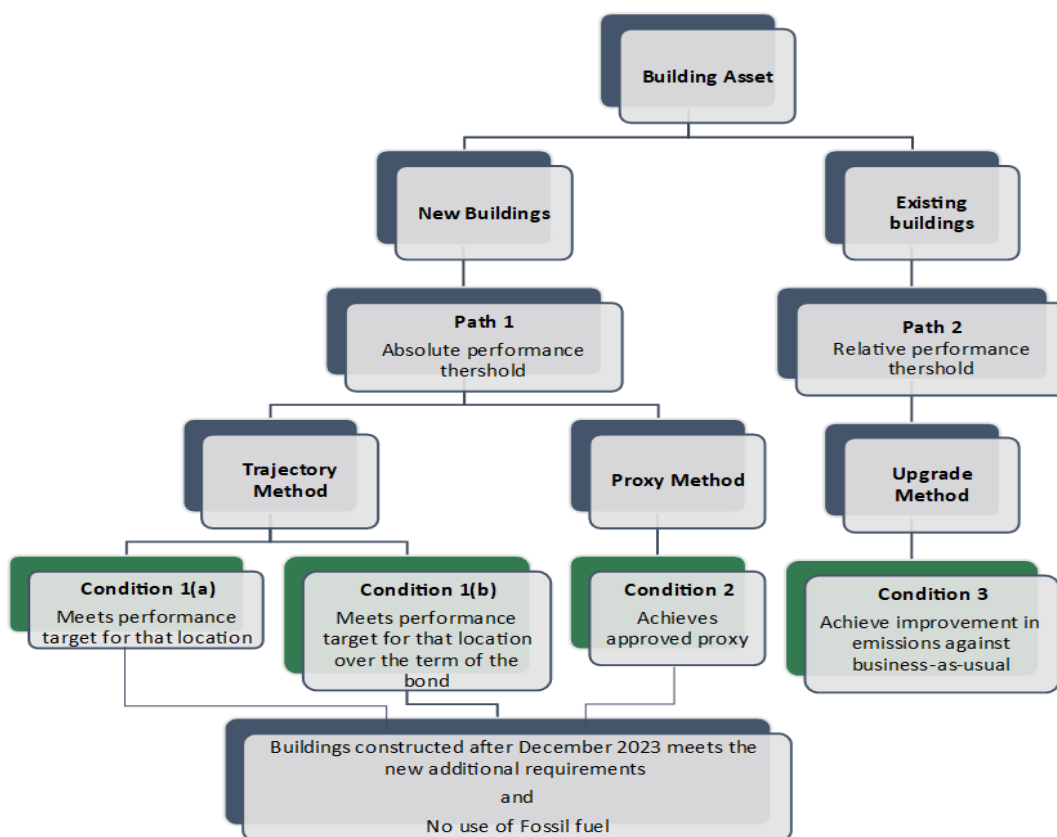 Building Asset
New Buildings
Existing
buildings
Path 1
Absolute performance
thershold
Path 2
Relative performance
thershold
Trajectory
Method
Proxy Method
Upgrade
Method
Condition 1(a)
Meets performance
target for that location
Condition 1(b)
Meets performance
target for that location
over the term of the
bond
Condition 2
Achieves
approved proxy
Condition 3
Achieve improvement in
emissions against
business-as-usual
Buildings constructed after December 2023 meets the
new additional requirements
and
No use of Fossil fuel